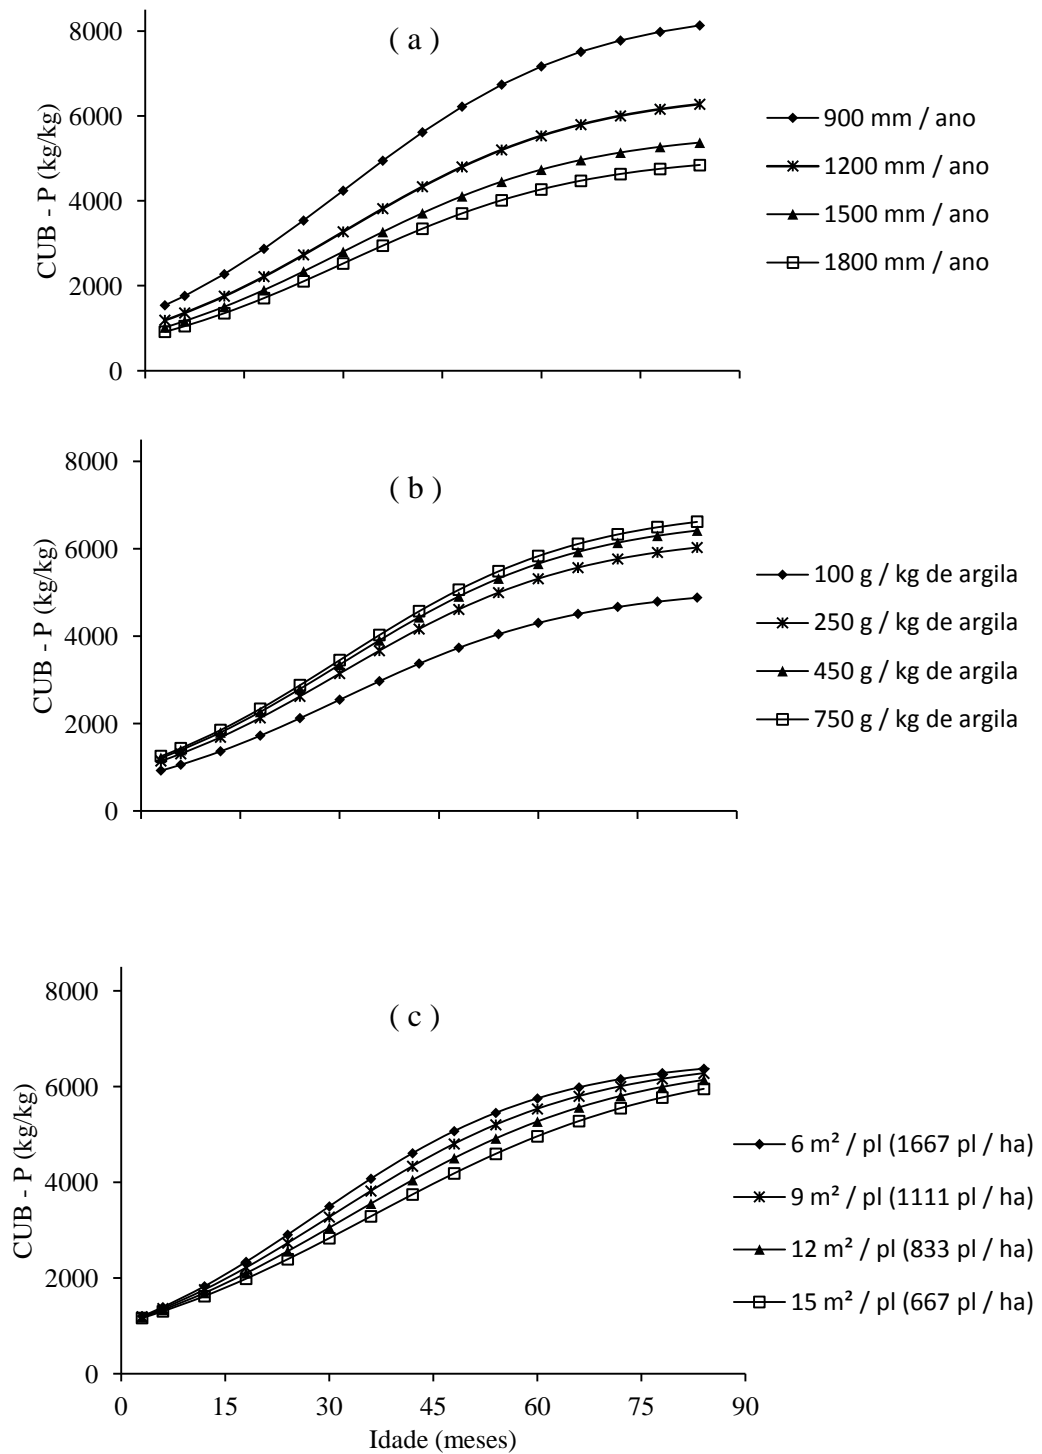 ( a )
8000
6000
4000
2000
0
CUB - P (kg/kg)
900 mm / ano
1200 mm / ano
1500 mm / ano
1800 mm / ano
( b )
8000
6000
4000
2000
0
CUB - P (kg/kg)
100 g / kg de argila
250 g / kg de argila
450 g / kg de argila
750 g / kg de argila
( c )
8000
6000
4000
2000
0
CUB - P (kg/kg)
6 m² / pl (1667 pl / ha)
9 m² / pl (1111 pl / ha)
12 m² / pl (833 pl / ha)
15 m² / pl (667 pl / ha)
0 15 30 45 60 75 90
Idade (meses)